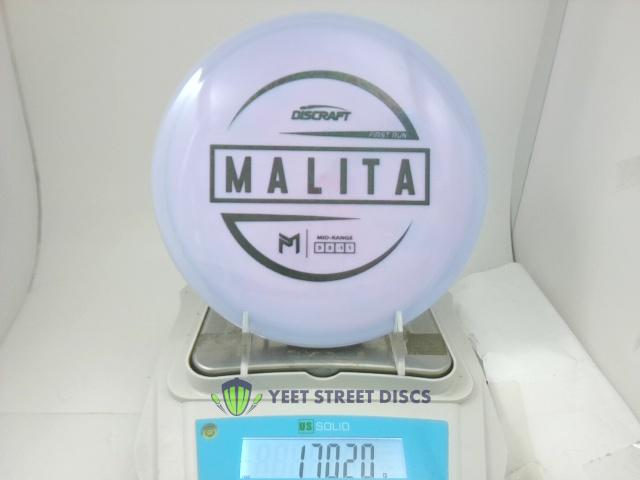 DISCRAFT
FIRST RUN
MALITA
MID-RANGE
YEET STREET DISCS
US SOLID
170.20 g